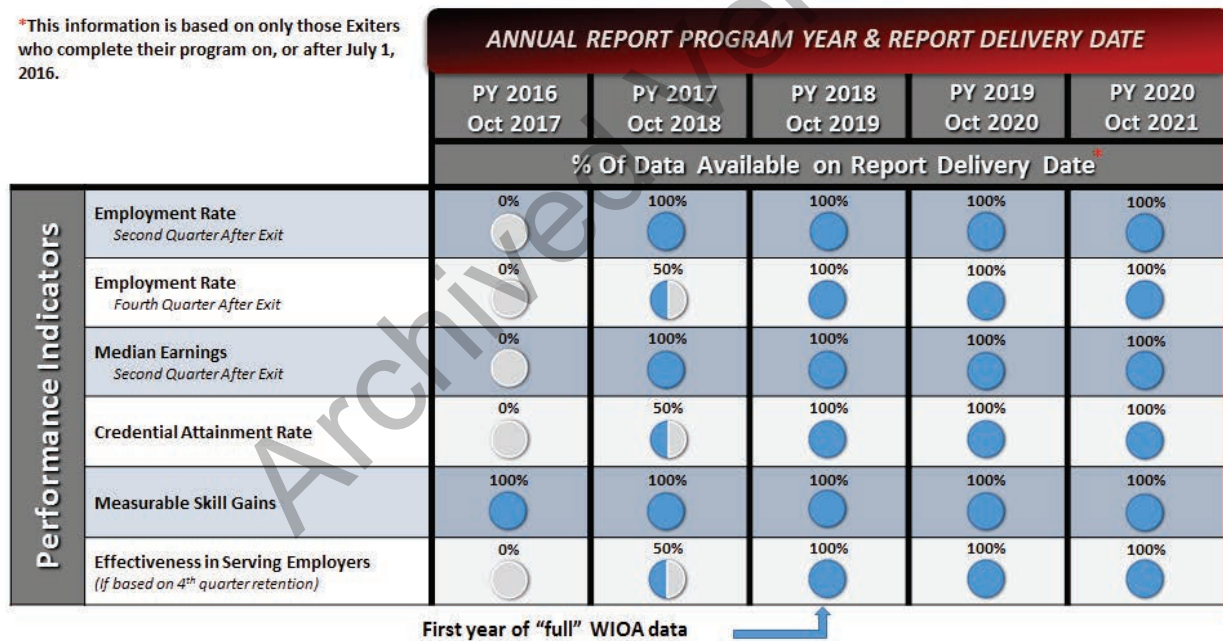 *This information is based on only those Exiters
who complete their program on, or after July 1,
2016.
ANNUAL REPORT PROGRAM YEAR & REPORT DELIVERY DATE
PY 2016 PY 2017 PY 2018 PY 2019 PY 2020
Oct 2017 Oct 2018 Oct 2019 Oct 2020 Oct 2021
% Of Data Available on Report Delivery Date*
Performance Indicators
Employment Rate 0% 100% 100% 100% 100%
Second Quarter After Exit
Employment Rate 0% 50% 100% 100% 100%
Fourth Quarter After Exit
Median Earnings 0% 100% 100% 100% 100%
Second Quarter After Exit
Credential Attainment Rate 0% 50% 100% 100% 100%
Measurable Skill Gains 100% 100% 100% 100% 100%
Effectiveness in Serving Employers 0% 50% 100% 100% 100%
(If based on 4th quarter retention)
First year of "full" WIOA data
Archived